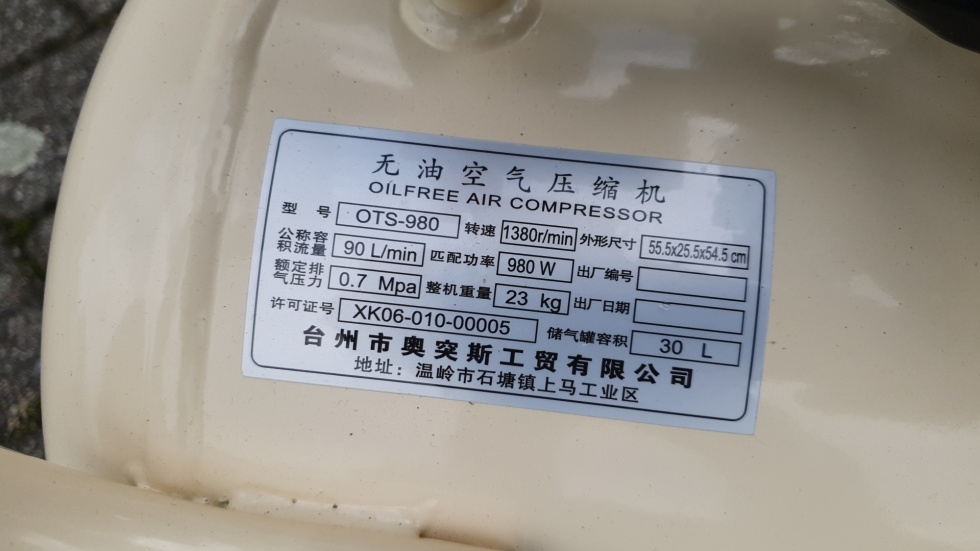 无油空气压缩机
OILFREE AIR COMPRESSOR
型 号 OTS-980 转速 1380r/min 外形尺寸 55.5x25.5x54.5 cm
公称容积流量 90 L/min 匹配功率 980 W 出厂编号
额定排气压力 0.7 Mpa 整机重量 23 kg 出厂日期
许可证号 XK06-010-00005 储气罐容积 30 L
台州市奥突斯工贸有限公司
地址：温岭市石塘镇上马工业区